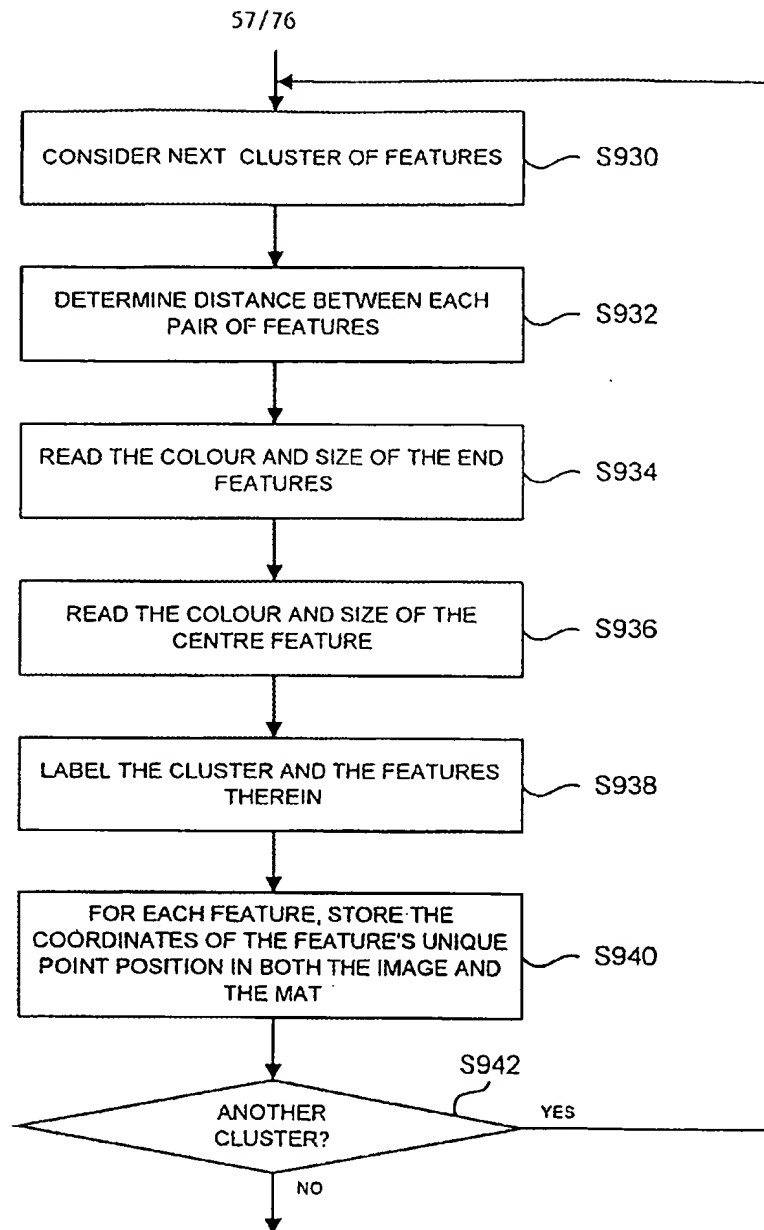 57/76
CONSIDER NEXT CLUSTER OF FEATURES
S930
DETERMINE DISTANCE BETWEEN EACH
PAIR OF FEATURES
S932
READ THE COLOUR AND SIZE OF THE END
FEATURES
S934
READ THE COLOUR AND SIZE OF THE
CENTRE FEATURE
S936
LABEL THE CLUSTER AND THE FEATURES
THEREIN
S938
FOR EACH FEATURE, STORE THE
COORDINATES OF THE FEATURE'S UNIQUE
POINT POSITION IN BOTH THE IMAGE AND
THE MAT
S940
S942
ANOTHER
CLUSTER?
YES
NO